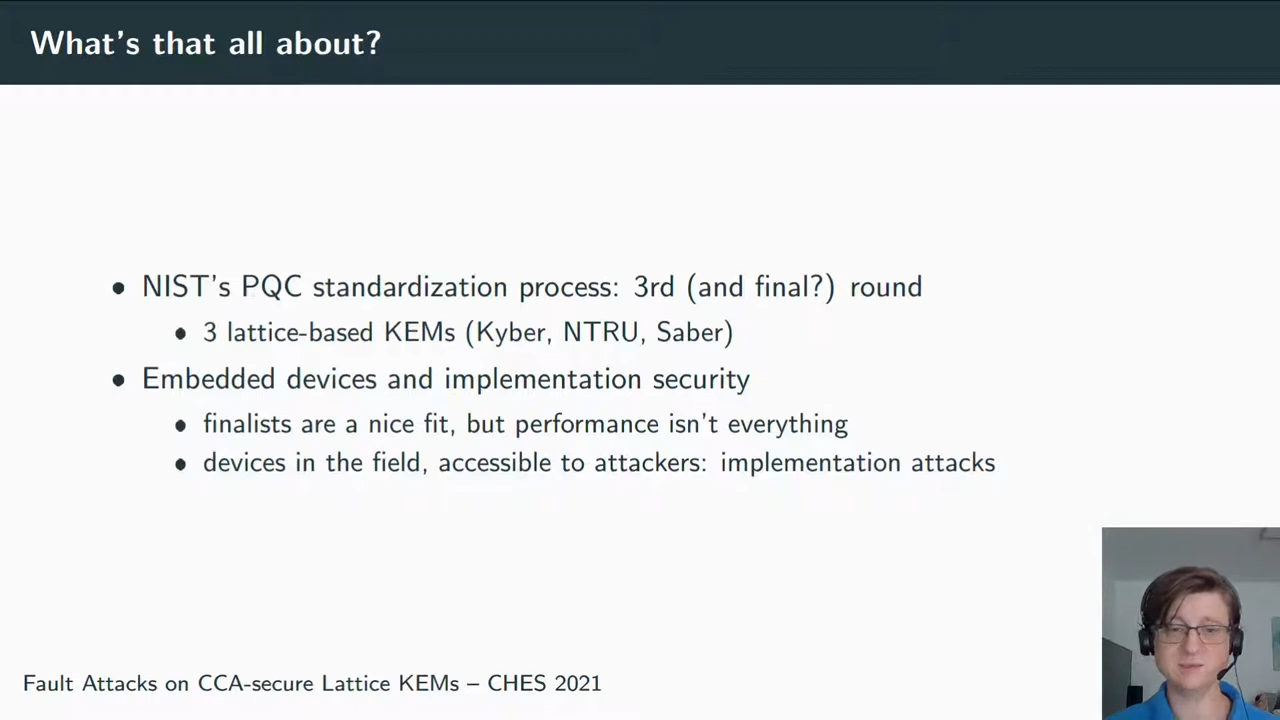 What's that all about?
• NIST's PQC standardization process: 3rd (and final?) round
• 3 lattice-based KEMs (Kyber, NTRU, Saber)
• Embedded devices and implementation security
• finalists are a nice fit, but performance isn't everything
• devices in the field, accessible to attackers: implementation attacks
Fault Attacks on CCA-secure Lattice KEMs – CHES 2021